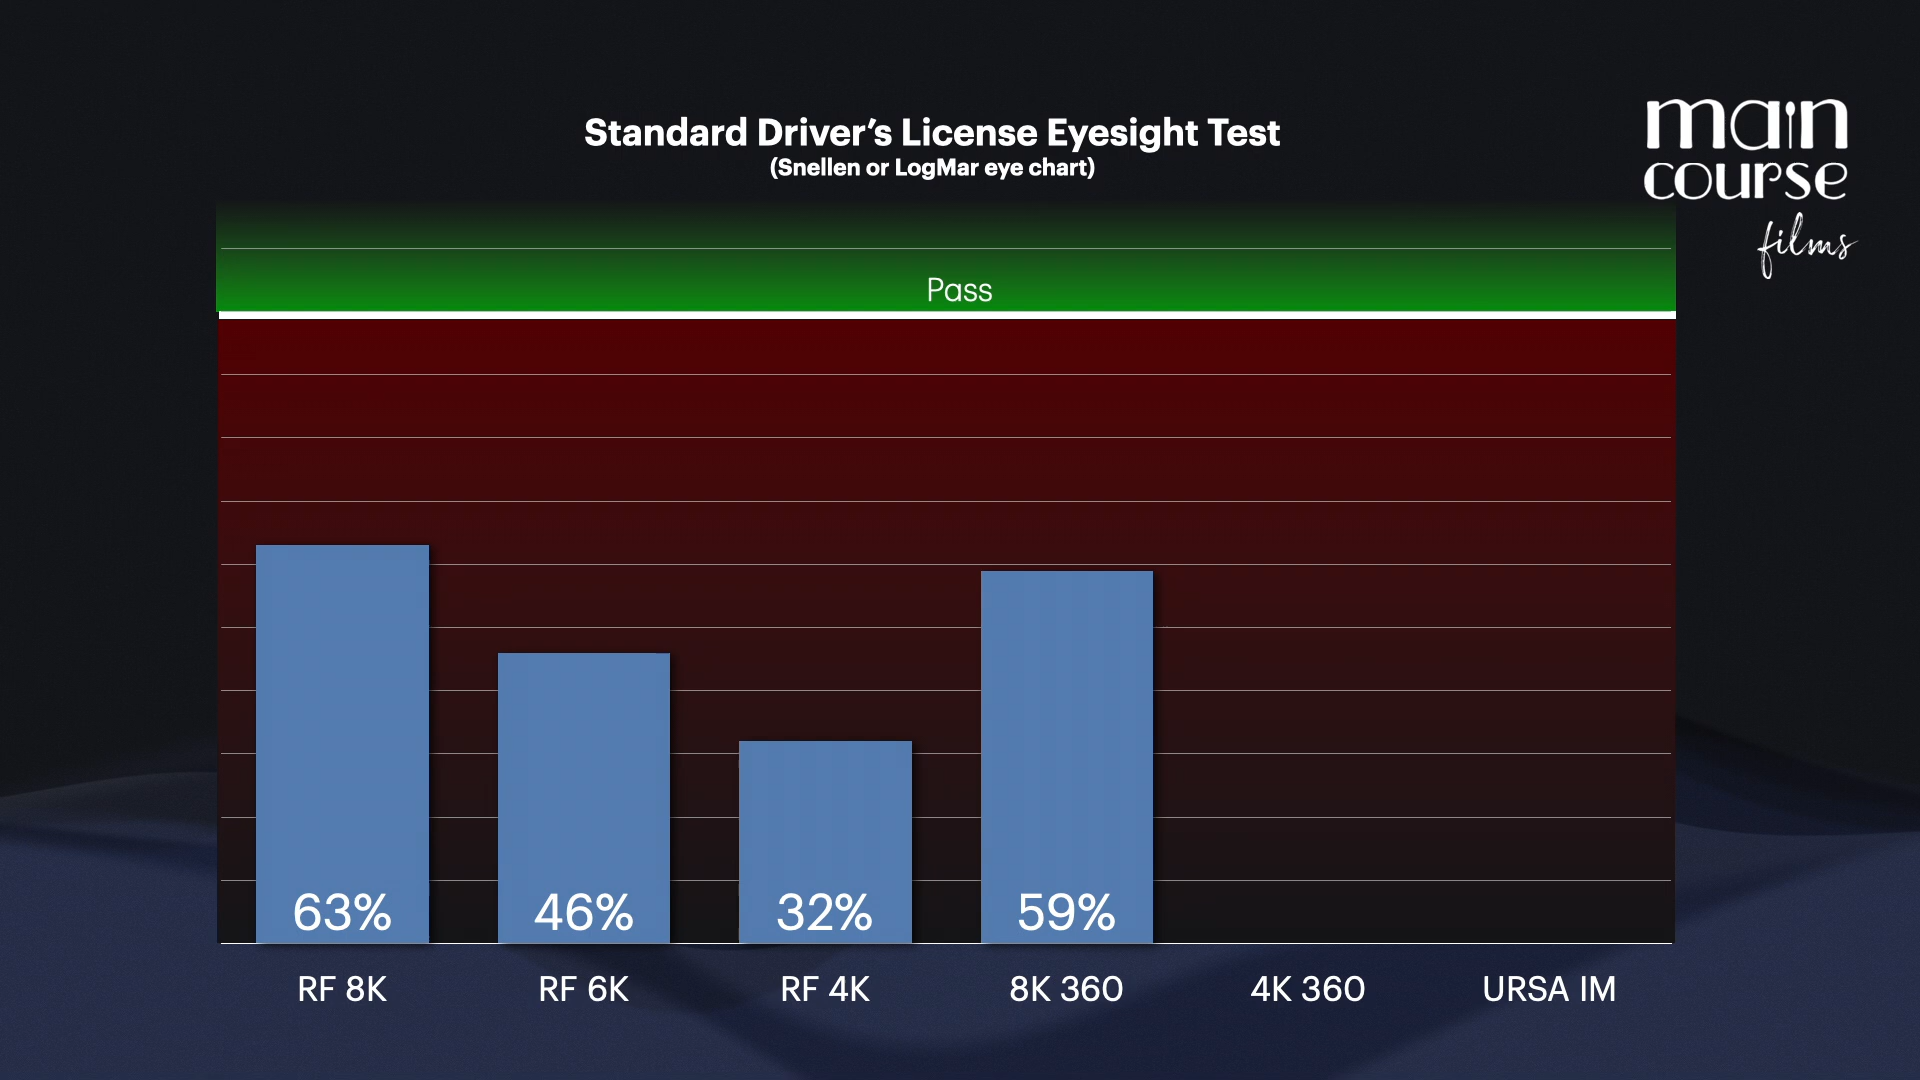 Standard Driver’s License Eyesight Test
(Snellen or LogMar eye chart)
main
course
films
Pass
63%
46%
32%
59%
RF 8K
RF 6K
RF 4K
8K 360
4K 360
URSA IM